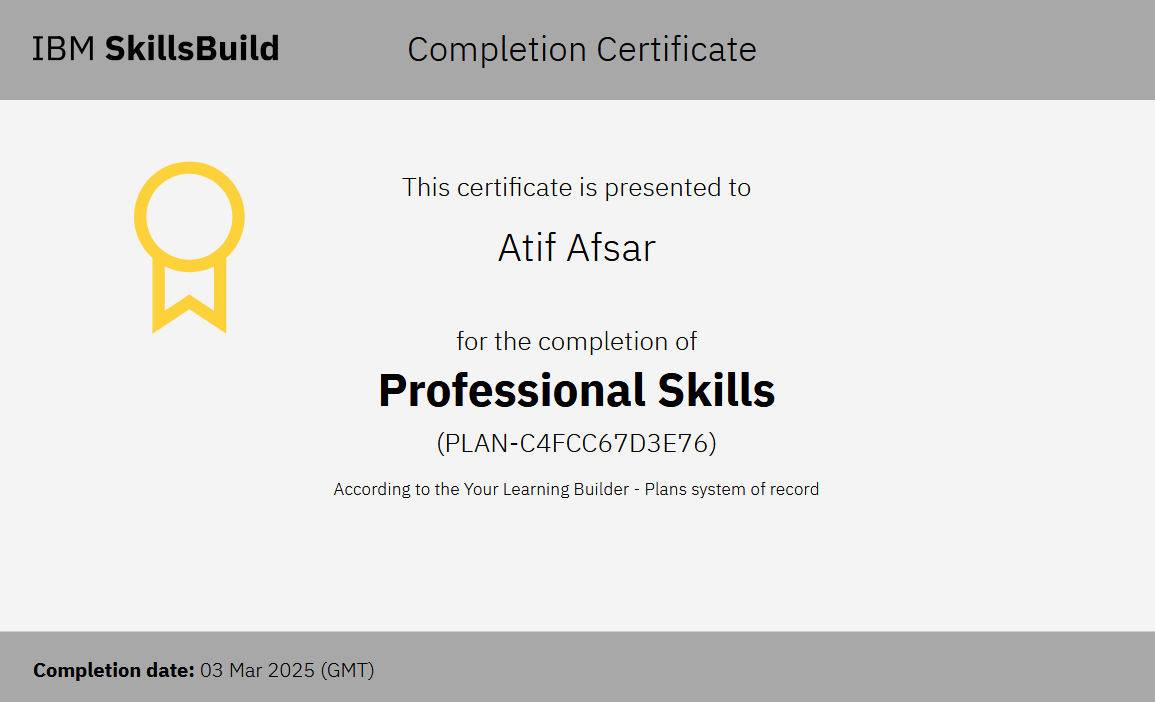 IBM SkillsBuild
Completion Certificate
This certificate is presented to
Atif Afsar
for the completion of
Professional Skills
(PLAN-C4FCC67D3E76)
According to the Your Learning Builder - Plans system of record
Completion date: 03 Mar 2025 (GMT)